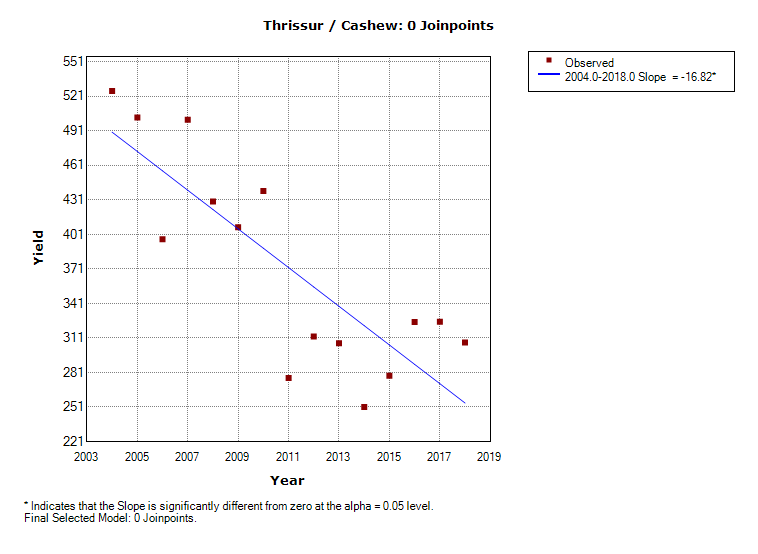 Thrissur / Cashew: 0 Joinpoints
551
521
491
461
431
401
371
341
311
281
251
221
Yield
2003 2005 2007 2009 2011 2013 2015 2017 2019
Year
Observed
2004.0-2018.0 Slope = -16.82*
* Indicates that the Slope is significantly different from zero at the alpha = 0.05 level.
Final Selected Model: 0 Joinpoints.